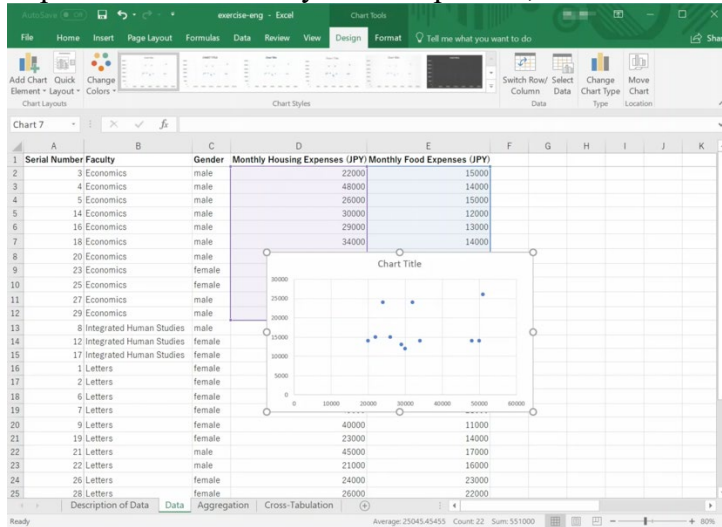 AutoSave
exercise-eng - Excel
Chart Tools
File Home Insert Page Layout Formulas Data Review View Design Format Tell me what you want to do
Add Chart Element Quick Layout Change Colors
Switch Row/ Column Select Data Change Chart Type Move Chart
Chart Layouts Chart Styles Data Type Location
Chart 7 fx
A B C D E F G H I J K
1 Serial Number Faculty Gender Monthly Housing Expenses (JPY) Monthly Food Expenses (JPY)
2 3 Economics male 22000 15000
3 4 Economics male 48000 14000
4 5 Economics male 26000 15000
5 14 Economics male 30000 12000
6 16 Economics male 29000 13000
7 18 Economics male 34000 14000
8 20 Economics male
9 23 Economics female
10 25 Economics female
11 27 Economics male
12 29 Economics male
13 8 Integrated Human Studies male
14 12 Integrated Human Studies female
15 17 Integrated Human Studies female
16 1 Letters female
17 2 Letters female
18 6 Letters female
19 7 Letters female
20 9 Letters female 40000 11000
21 19 Letters female 23000 14000
22 21 Letters male 45000 17000
23 22 Letters male 21000 16000
24 26 Letters female 24000 23000
25 28 Letters female 26000 22000
Chart Title
30000
25000
20000
15000
10000
5000
0
0 10000 20000 30000 40000 50000 60000
Description of Data Data Aggregation Cross-Tabulation
Ready Average: 25045.45455 Count: 22 Sum: 551000 80%